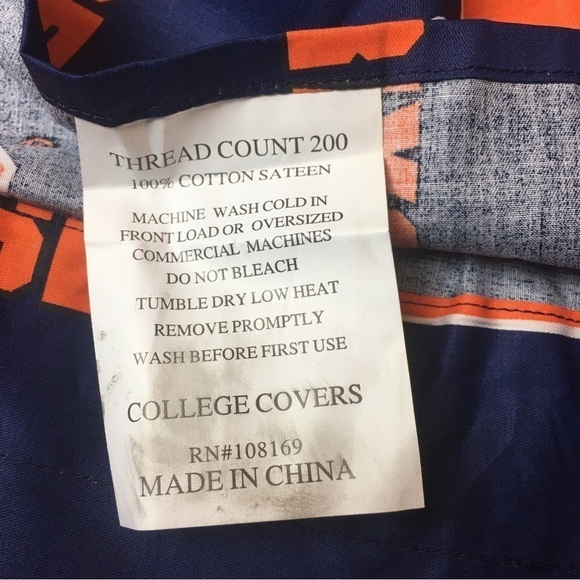 THREAD COUNT 200
100% COTTON SATEEN
MACHINE WASH COLD IN
FRONT LOAD OR OVERSIZED
COMMERCIAL MACHINES
DO NOT BLEACH
TUMBLE DRY LOW HEAT
REMOVE PROMPTLY
WASH BEFORE FIRST USE
COLLEGE COVERS
RN#108169
MADE IN CHINA